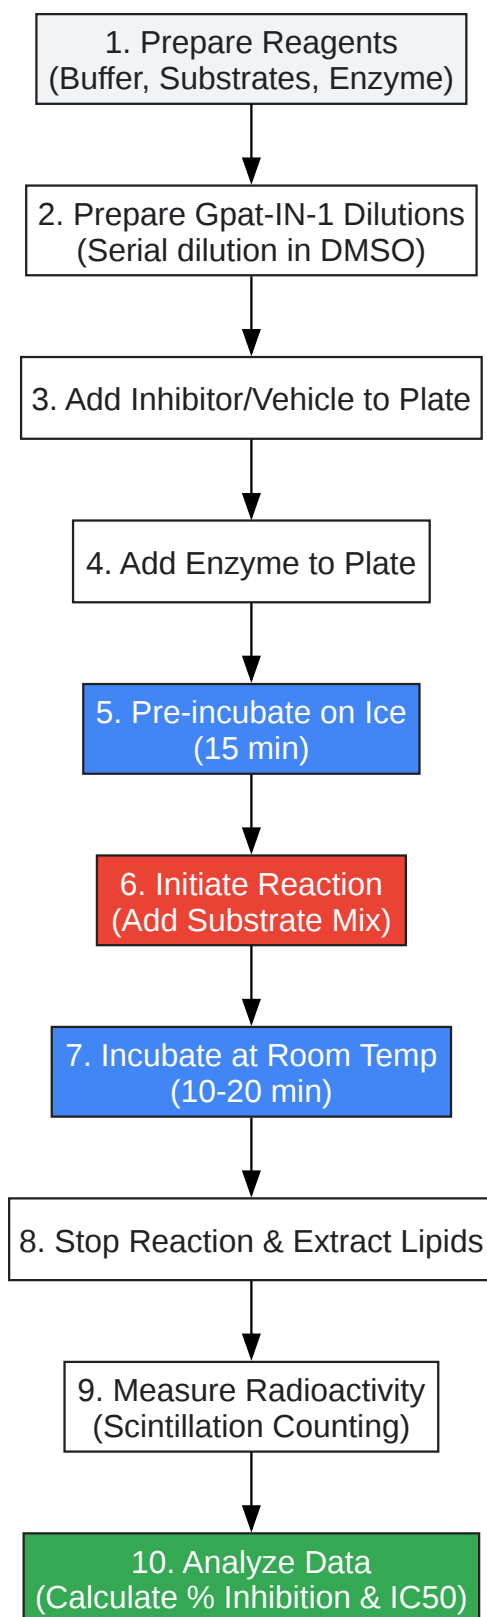 1. Prepare Reagents
(Buffer, Substrates, Enzyme)
2. Prepare Gpat-IN-1 Dilutions
(Serial dilution in DMSO)
3. Add Inhibitor/Vehicle to Plate
4. Add Enzyme to Plate
5. Pre-incubate on Ice
(15 min)
6. Initiate Reaction
(Add Substrate Mix)
7. Incubate at Room Temp
(10-20 min)
8. Stop Reaction & Extract Lipids
9. Measure Radioactivity
(Scintillation Counting)
10. Analyze Data
(Calculate % Inhibition & IC50)